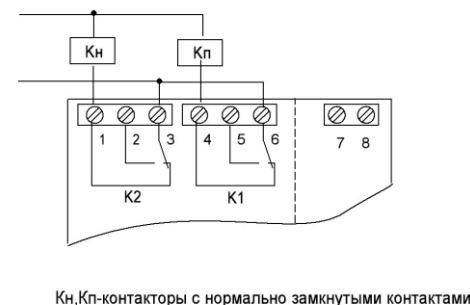 Кн
Кп
1 2 3 4 5 6 7 8
К2 К1
Кн,Кп-контакторы с нормально замкнутыми контактами